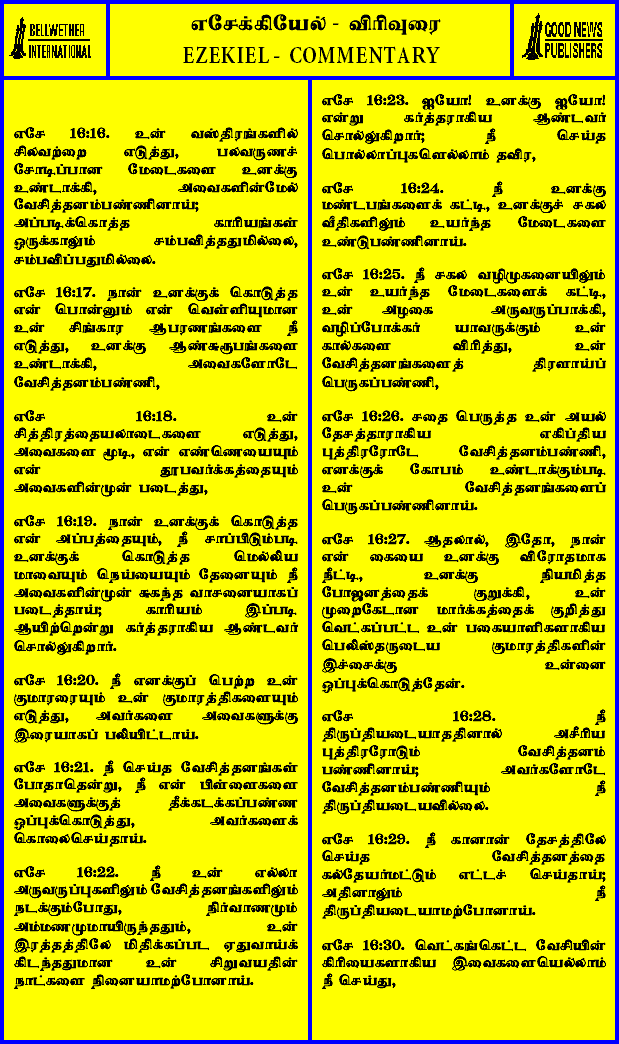 BELLWETHER
INTERNATIONAL
எசேக்கியேல் - விரிவுரை
EZEKIEL - COMMENTARY
GOOD NEWS
PUBLISHERS
எசே 16:16. உன் வஸ்திரங்களில்
சிலவற்றை எடுத்து, பலவருணச்
சோடிப்பான மேடைகளை உனக்கு
உண்டாக்கி, அவைகளின்மேல்
வேசித்தனம்பண்ணினாய்;
அப்படிக்கொத்த காரியங்கள்
ஒருக்காலும் சம்பவித்ததுமில்லை,
சம்பவிப்பதுமில்லை.
எசே 16:17. நான் உனக்குக் கொடுத்த
என் பொன்னும் என் வெள்ளியுமான
உன் சிங்கார ஆபரணங்களை நீ
எடுத்து, உனக்கு ஆண்சுரூபங்களை
உண்டாக்கி, அவைகளோடே
வேசித்தனம்பண்ணி,
எசே 16:18. உன்
சித்திரத்தையலாடைகளை எடுத்து,
அவைகளை மூடி, என் எண்ணெயையும்
என் தூபவர்க்கத்தையும்
அவைகளின்முன் படைத்து,
எசே 16:19. நான் உனக்குக் கொடுத்த
என் அப்பத்தையும், நீ சாப்பிடும்படி
உனக்குக் கொடுத்த மெல்லிய
மாவையும் நெய்யையும் தேனையும் நீ
அவைகளின்முன் சுகந்த வாசனையாகப்
படைத்தாய்; காரியம் இப்படி
ஆயிற்றென்று கர்த்தராகிய ஆண்டவர்
சொல்லுகிறார்.
எசே 16:20. நீ எனக்குப் பெற்ற உன்
குமாரரையும் உன் குமாரத்திகளையும்
எடுத்து, அவர்களை அவைகளுக்கு
இரையாகப் பலியிட்டாய்.
எசே 16:21. நீ செய்த வேசித்தனங்கள்
போதாதென்று, நீ என் பிள்ளைகளை
அவைகளுக்குத் தீக்கடக்கப்பண்ண
ஒப்புக்கொடுத்து, அவர்களைக்
கொலைசெய்தாய்.
எசே 16:22. நீ உன் எல்லா
அருவருப்புகளிலும் வேசித்தனங்களிலும்
நடக்கும்போது, நிர்வாணமும்
அம்மணமுமாயிருந்ததும், உன்
இரத்தத்திலே மிதிக்கப்பட ஏதுவாய்க்
கிடந்ததுமான உன் சிறுவயதின்
நாட்களை நினையாமற்போனாய்.
எசே 16:23. ஐயோ! உனக்கு ஐயோ!
என்று கர்த்தராகிய ஆண்டவர்
சொல்லுகிறார்; நீ செய்த
பொல்லாப்புகளெல்லாம் தவிர,
எசே 16:24. நீ உனக்கு
மண்டபங்களைக் கட்டி, உனக்குச் சகல
வீதிகளிலும் உயர்ந்த மேடைகளை
உண்டுபண்ணினாய்.
எசே 16:25. நீ சகல வழிமுகனையிலும்
உன் உயர்ந்த மேடைகளைக் கட்டி,
உன் அழகை அருவருப்பாக்கி,
வழிப்போக்கர் யாவருக்கும் உன்
கால்களை விரித்து, உன்
வேசித்தனங்களைத் திரளாய்ப்
பெருகப்பண்ணி,
எசே 16:26. சதை பெருத்த உன் அயல்
தேசத்தாராகிய எகிப்திய
புத்திரரோடே வேசித்தனம்பண்ணி,
எனக்குக் கோபம் உண்டாக்கும்படி
உன் வேசித்தனங்களைப்
பெருகப்பண்ணினாய்.
எசே 16:27. ஆதலால், இதோ, நான்
என் கையை உனக்கு விரோதமாக
நீட்டி, உனக்கு நியமித்த
போஜனத்தைக் குறுக்கி, உன்
முறைகேடான மார்க்கத்தைக் குறித்து
வெட்கப்பட்ட உன் பகையாளிகளாகிய
பெலிஸ்தருடைய குமாரத்திகளின்
இச்சைக்கு உன்னை
ஒப்புக்கொடுத்தேன்.
எசே 16:28. நீ
திருப்தியடையாததினால் அசீரிய
புத்திரரோடும் வேசித்தனம்
பண்ணினாய்; அவர்களோடே
வேசித்தனம்பண்ணியும் நீ
திருப்தியடையவில்லை.
எசே 16:29. நீ கானான் தேசத்திலே
செய்த வேசித்தனத்தை
கல்தேயர்மட்டும் எட்டச் செய்தாய்;
அதினாலும் நீ
திருப்தியடையாமற்போனாய்.
எசே 16:30. வெட்கங்கெட்ட வேசியின்
கிரியைகளாகிய இவைகளையெல்லாம்
நீ செய்து,